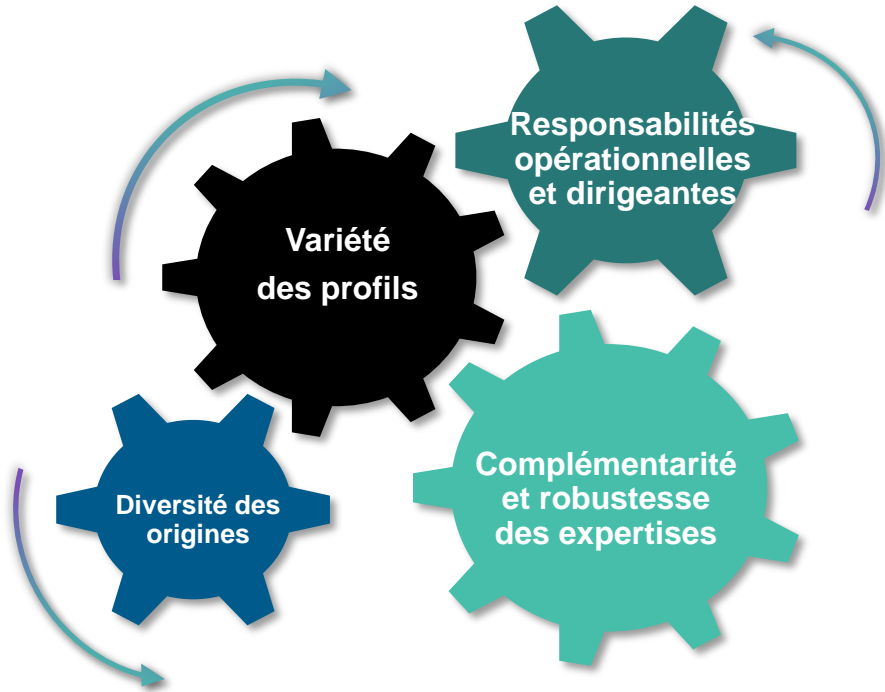 Responsabilités
opérationnelles
et dirigeantes
Variété
des profils
Complémentarité
et robustesse
des expertises
Diversité des
origines